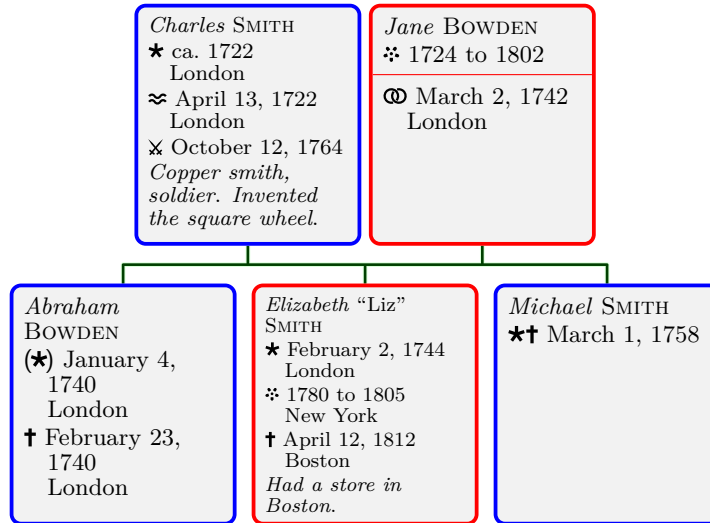 Charles SMITH
* ca. 1722
London
≈ April 13, 1722
London
⚔ October 12, 1764
Copper smith,
soldier. Invented
the square wheel.
Jane BOWDEN
⁘ 1724 to 1802
⚭ March 2, 1742
London
Abraham
BOWDEN
(*) January 4,
1740
London
† February 23,
1740
London
Elizabeth “Liz”
SMITH
* February 2, 1744
London
⁘ 1780 to 1805
New York
† April 12, 1812
Boston
Had a store in
Boston.
Michael SMITH
*† March 1, 1758